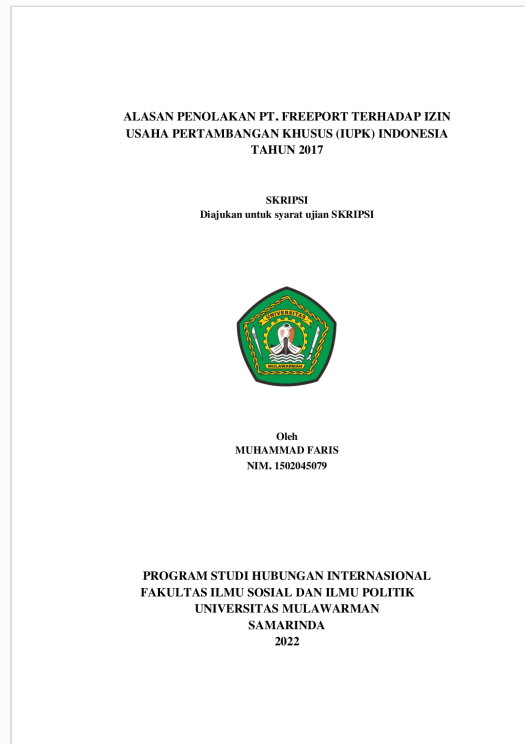 ALASAN PENOLAKAN PT. FREEPORT TERHADAP IZIN
USAHA PERTAMBANGAN KHUSUS (IUPK) INDONESIA
TAHUN 2017
SKRIPSI
Diajukan untuk syarat ujian SKRIPSI
UNIVERSITAS
MULAWARMAN
Oleh
MUHAMMAD FARIS
NIM. 1502045079
PROGRAM STUDI HUBUNGAN INTERNASIONAL
FAKULTAS ILMU SOSIAL DAN ILMU POLITIK
UNIVERSITAS MULAWARMAN
SAMARINDA
2022